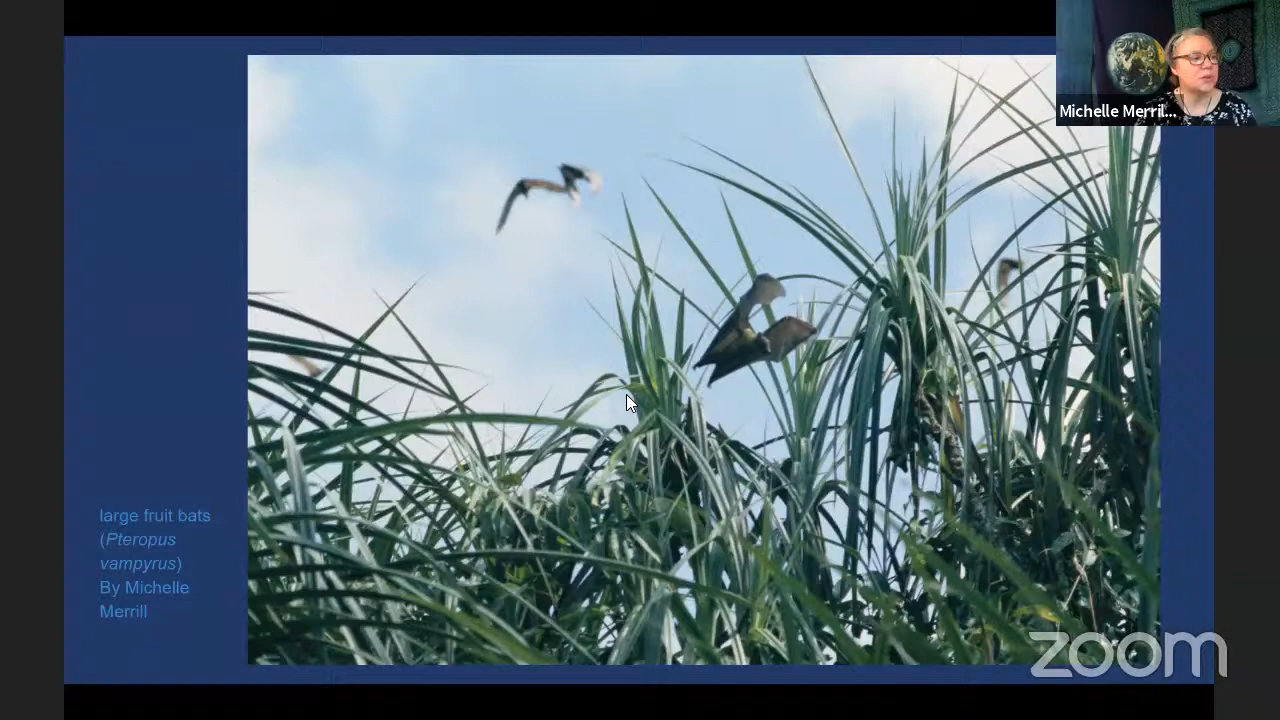 Michelle Merril...
large fruit bats
(Pteropus
vampyrus)
By Michelle
Merrill
zoom